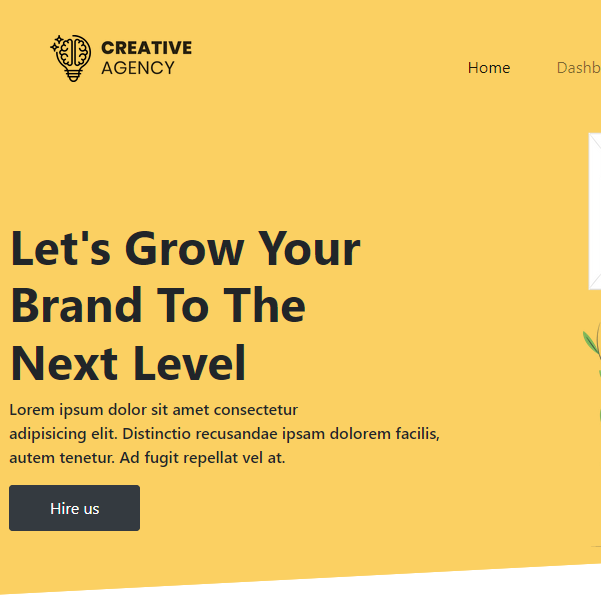 CREATIVE
AGENCY
Home Dashb
Let's Grow Your
Brand To The
Next Level
Lorem ipsum dolor sit amet consectetur
adipisicing elit. Distinctio recusandae ipsam dolorem facilis,
autem tenetur. Ad fugit repellat vel at.
Hire us